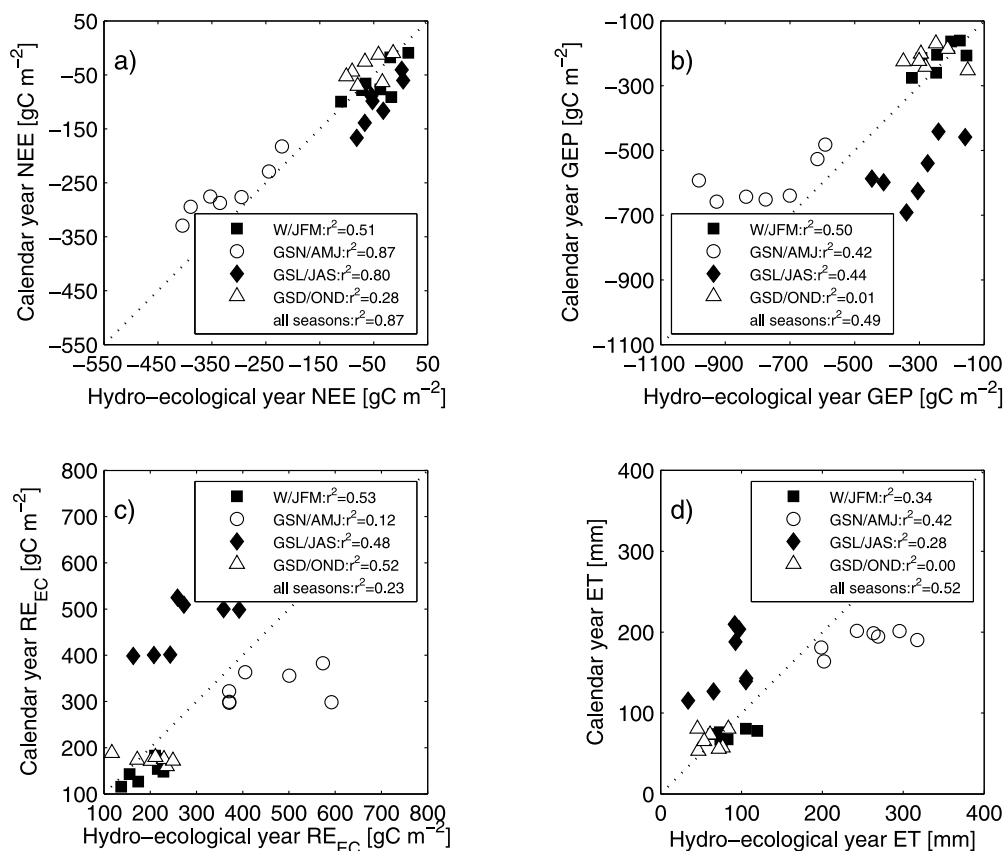 a)
Calendar year NEE [gC m−2]
50
−50
−150
−250
−350
−450
−550
W/JFM:r2=0.51
GSN/AMJ:r2=0.87
GSL/JAS:r2=0.80
GSD/OND:r2=0.28
all seasons:r2=0.87
−550 −450 −350 −250 −150 −50 50
Hydro−ecological year NEE [gC m−2]
b)
Calendar year GEP [gC m−2]
−100
−300
−500
−700
−900
−1100
W/JFM:r2=0.50
GSN/AMJ:r2=0.42
GSL/JAS:r2=0.44
GSD/OND:r2=0.01
all seasons:r2=0.49
−1100 −900 −700 −500 −300 −100
Hydro−ecological year GEP [gC m−2]
c)
Calendar year REEC [gC m−2]
800
700
600
500
400
300
200
100
W/JFM:r2=0.53
GSN/AMJ:r2=0.12
GSL/JAS:r2=0.48
GSD/OND:r2=0.52
all seasons:r2=0.23
100 200 300 400 500 600 700 800
Hydro−ecological year REEC [gC m−2]
d)
Calendar year ET [mm]
400
300
200
100
0
W/JFM:r2=0.34
GSN/AMJ:r2=0.42
GSL/JAS:r2=0.28
GSD/OND:r2=0.00
all seasons:r2=0.52
0 100 200 300 400
Hydro−ecological year ET [mm]